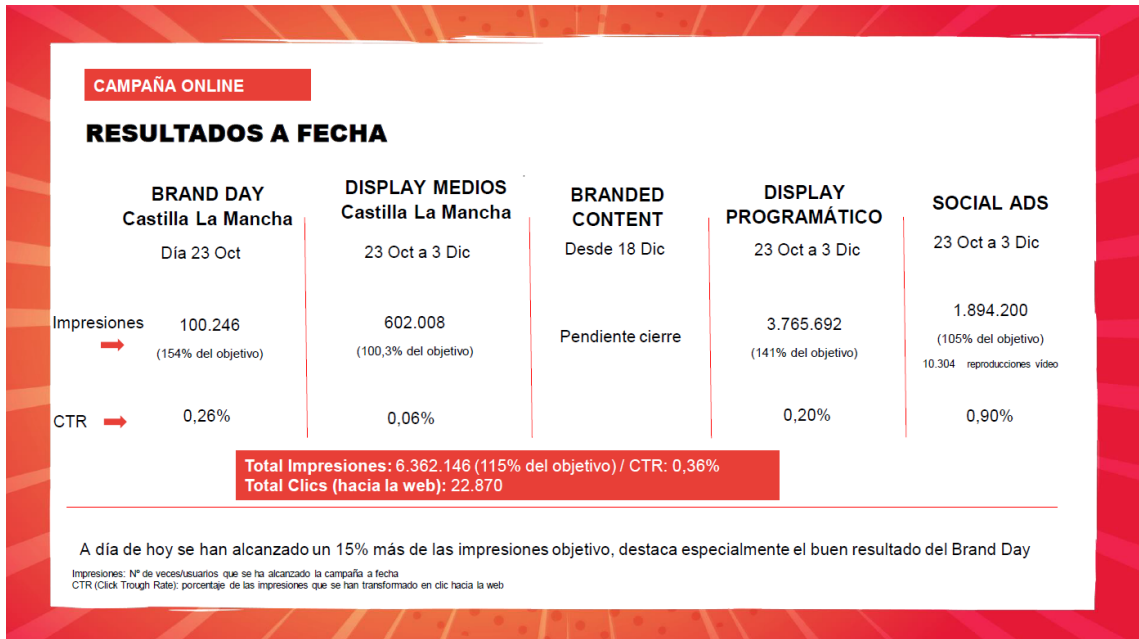 CAMPAÑA ONLINE
RESULTADOS A FECHA
BRAND DAY
Castilla La Mancha
Día 23 Oct
DISPLAY MEDIOS
Castilla La Mancha
23 Oct a 3 Dic
BRANDED
CONTENT
Desde 18 Dic
DISPLAY
PROGRAMÁTICO
23 Oct a 3 Dic
SOCIAL ADS
23 Oct a 3 Dic
Impresiones
100.246
(154% del objetivo)
602.008
(100,3% del objetivo)
Pendiente cierre
3.765.692
(141% del objetivo)
1.894.200
(105% del objetivo)
10.304 reproducciones vídeo
CTR
0,26%
0,06%
0,20%
0,90%
Total Impresiones: 6.362.146 (115% del objetivo) / CTR: 0,36%
Total Clics (hacia la web): 22.870
A día de hoy se han alcanzado un 15% más de las impresiones objetivo, destaca especialmente el buen resultado del Brand Day
Impresiones: Nº de veces/usuarios que se ha alcanzado la campaña a fecha
CTR (Click Trough Rate): porcentaje de las impresiones que se han transformado en clic hacia la web